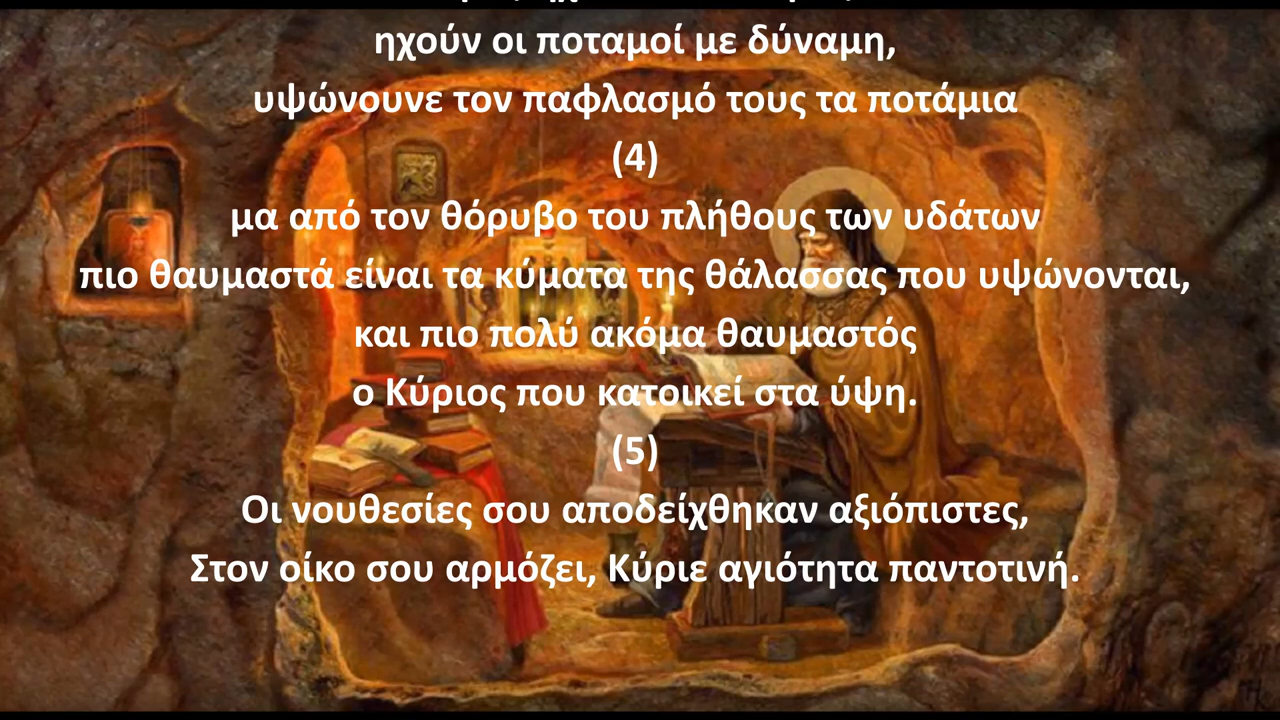 ηχούν οι ποταμοί με δύναμη,
υψώνουνε τον παφλασμό τους τα ποτάμια
(4)
μα από τον θόρυβο του πλήθους των υδάτων
πιο θαυμαστά είναι τα κύματα της θάλασσας που υψώνονται,
και πιο πολύ ακόμα θαυμαστός
ο Κύριος που κατοικεί στα ύψη.
(5)
Οι νουθεσίες σου αποδείχθηκαν αξιόπιστες,
Στον οίκο σου αρμόζει, Κύριε αγιότητα παντοτινή.